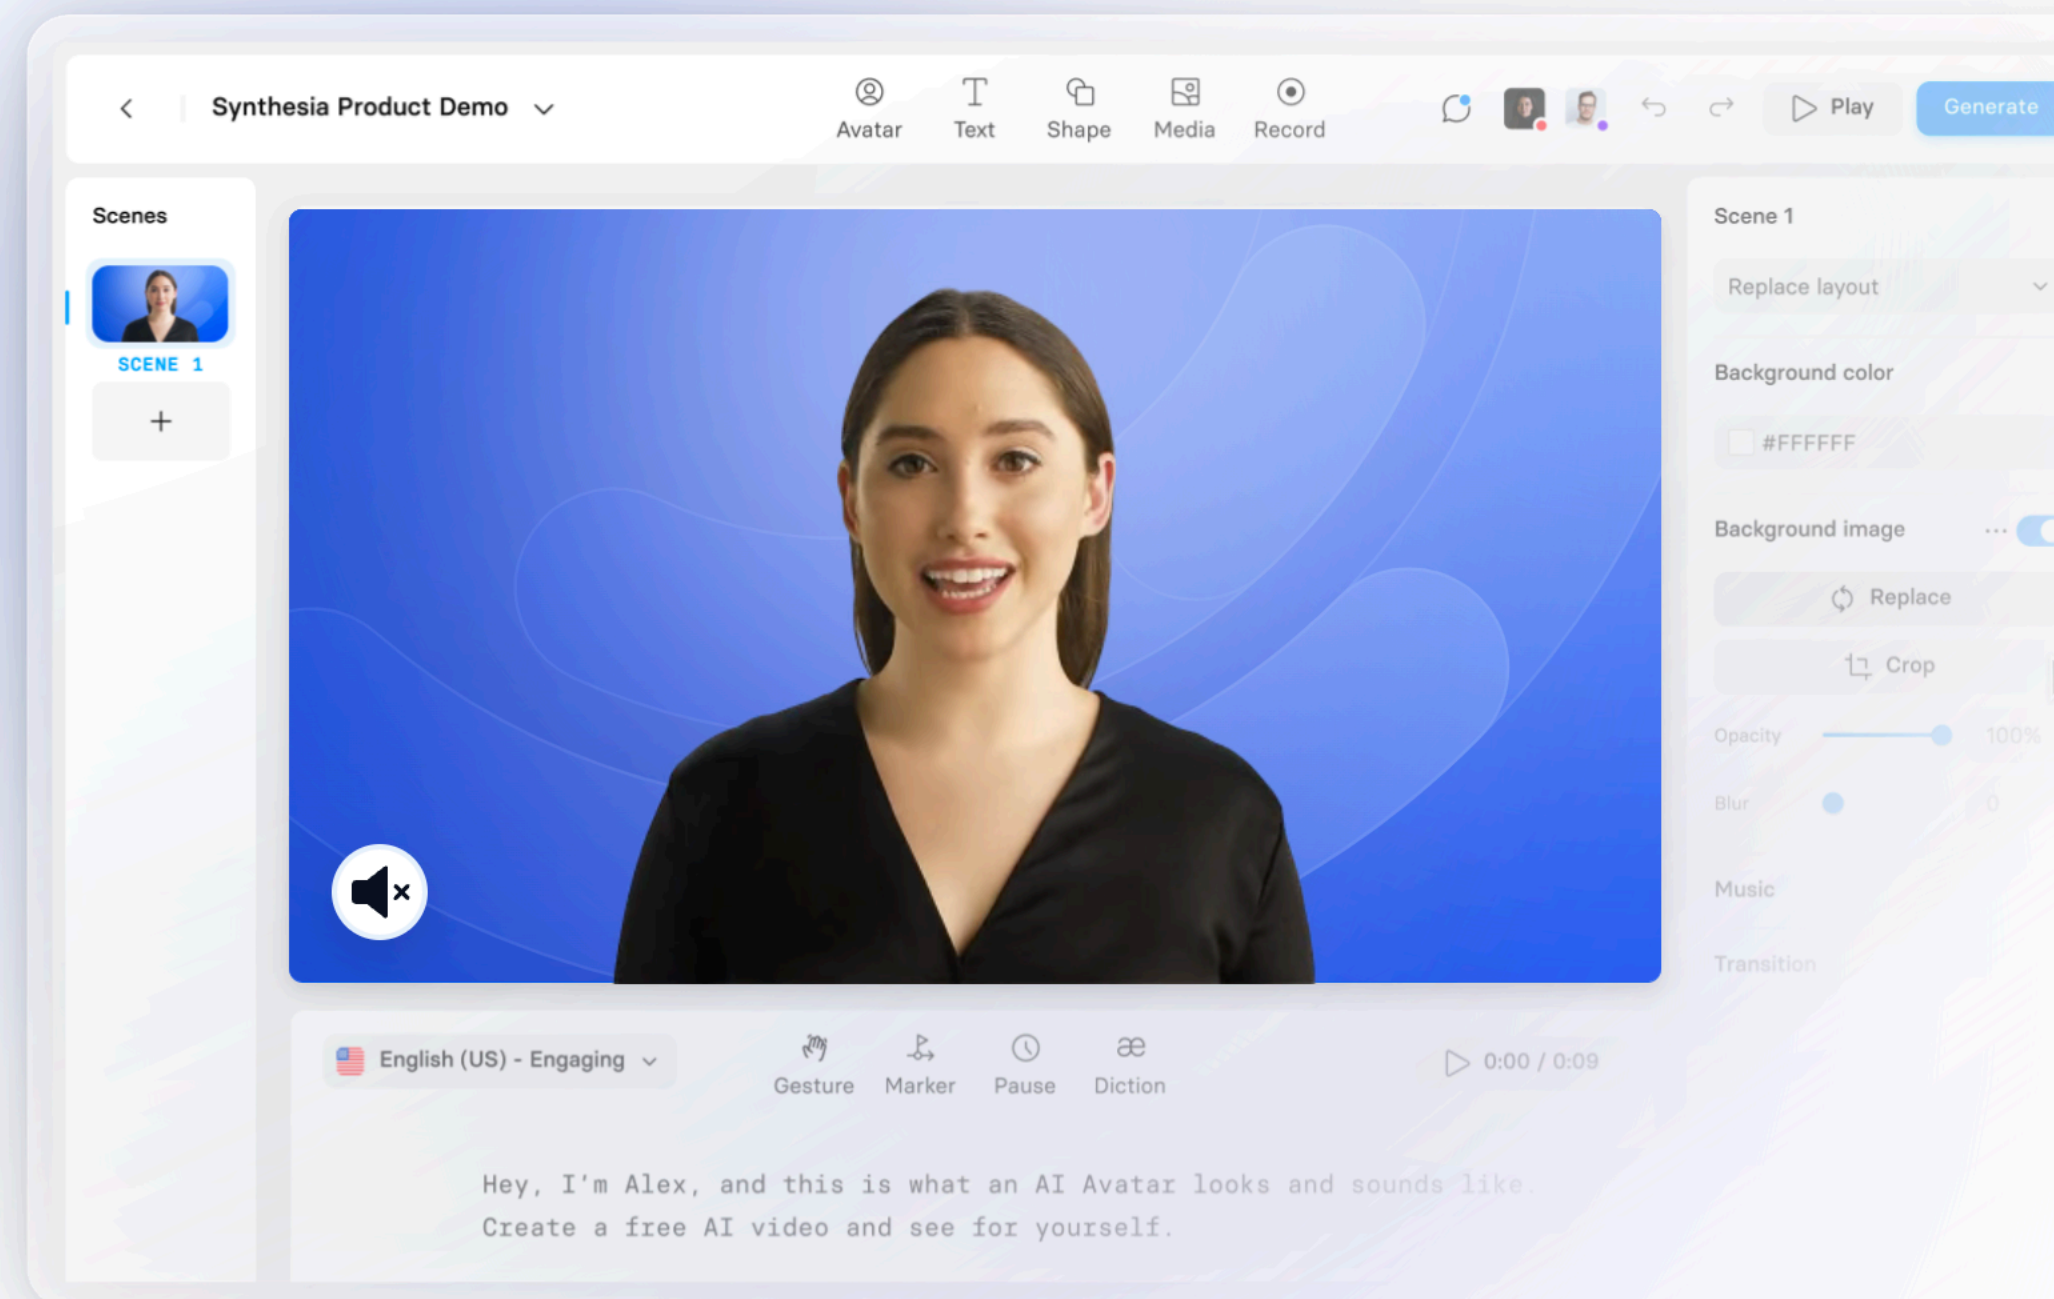 Synthesia Product Demo
Avatar
Text
Shape
Media
Record
Play
Generate
Scenes
SCENE 1
+
Scene 1
Replace layout
Background color
#FFFFFF
Background image
Replace
Crop
Opacity 100%
Blur 0
Music
Transition
English (US) - Engaging
Gesture
Marker
Pause
æ
Diction
0:00 / 0:09
Hey, I'm Alex, and this is what an AI Avatar looks and sounds like.
Create a free AI video and see for yourself.